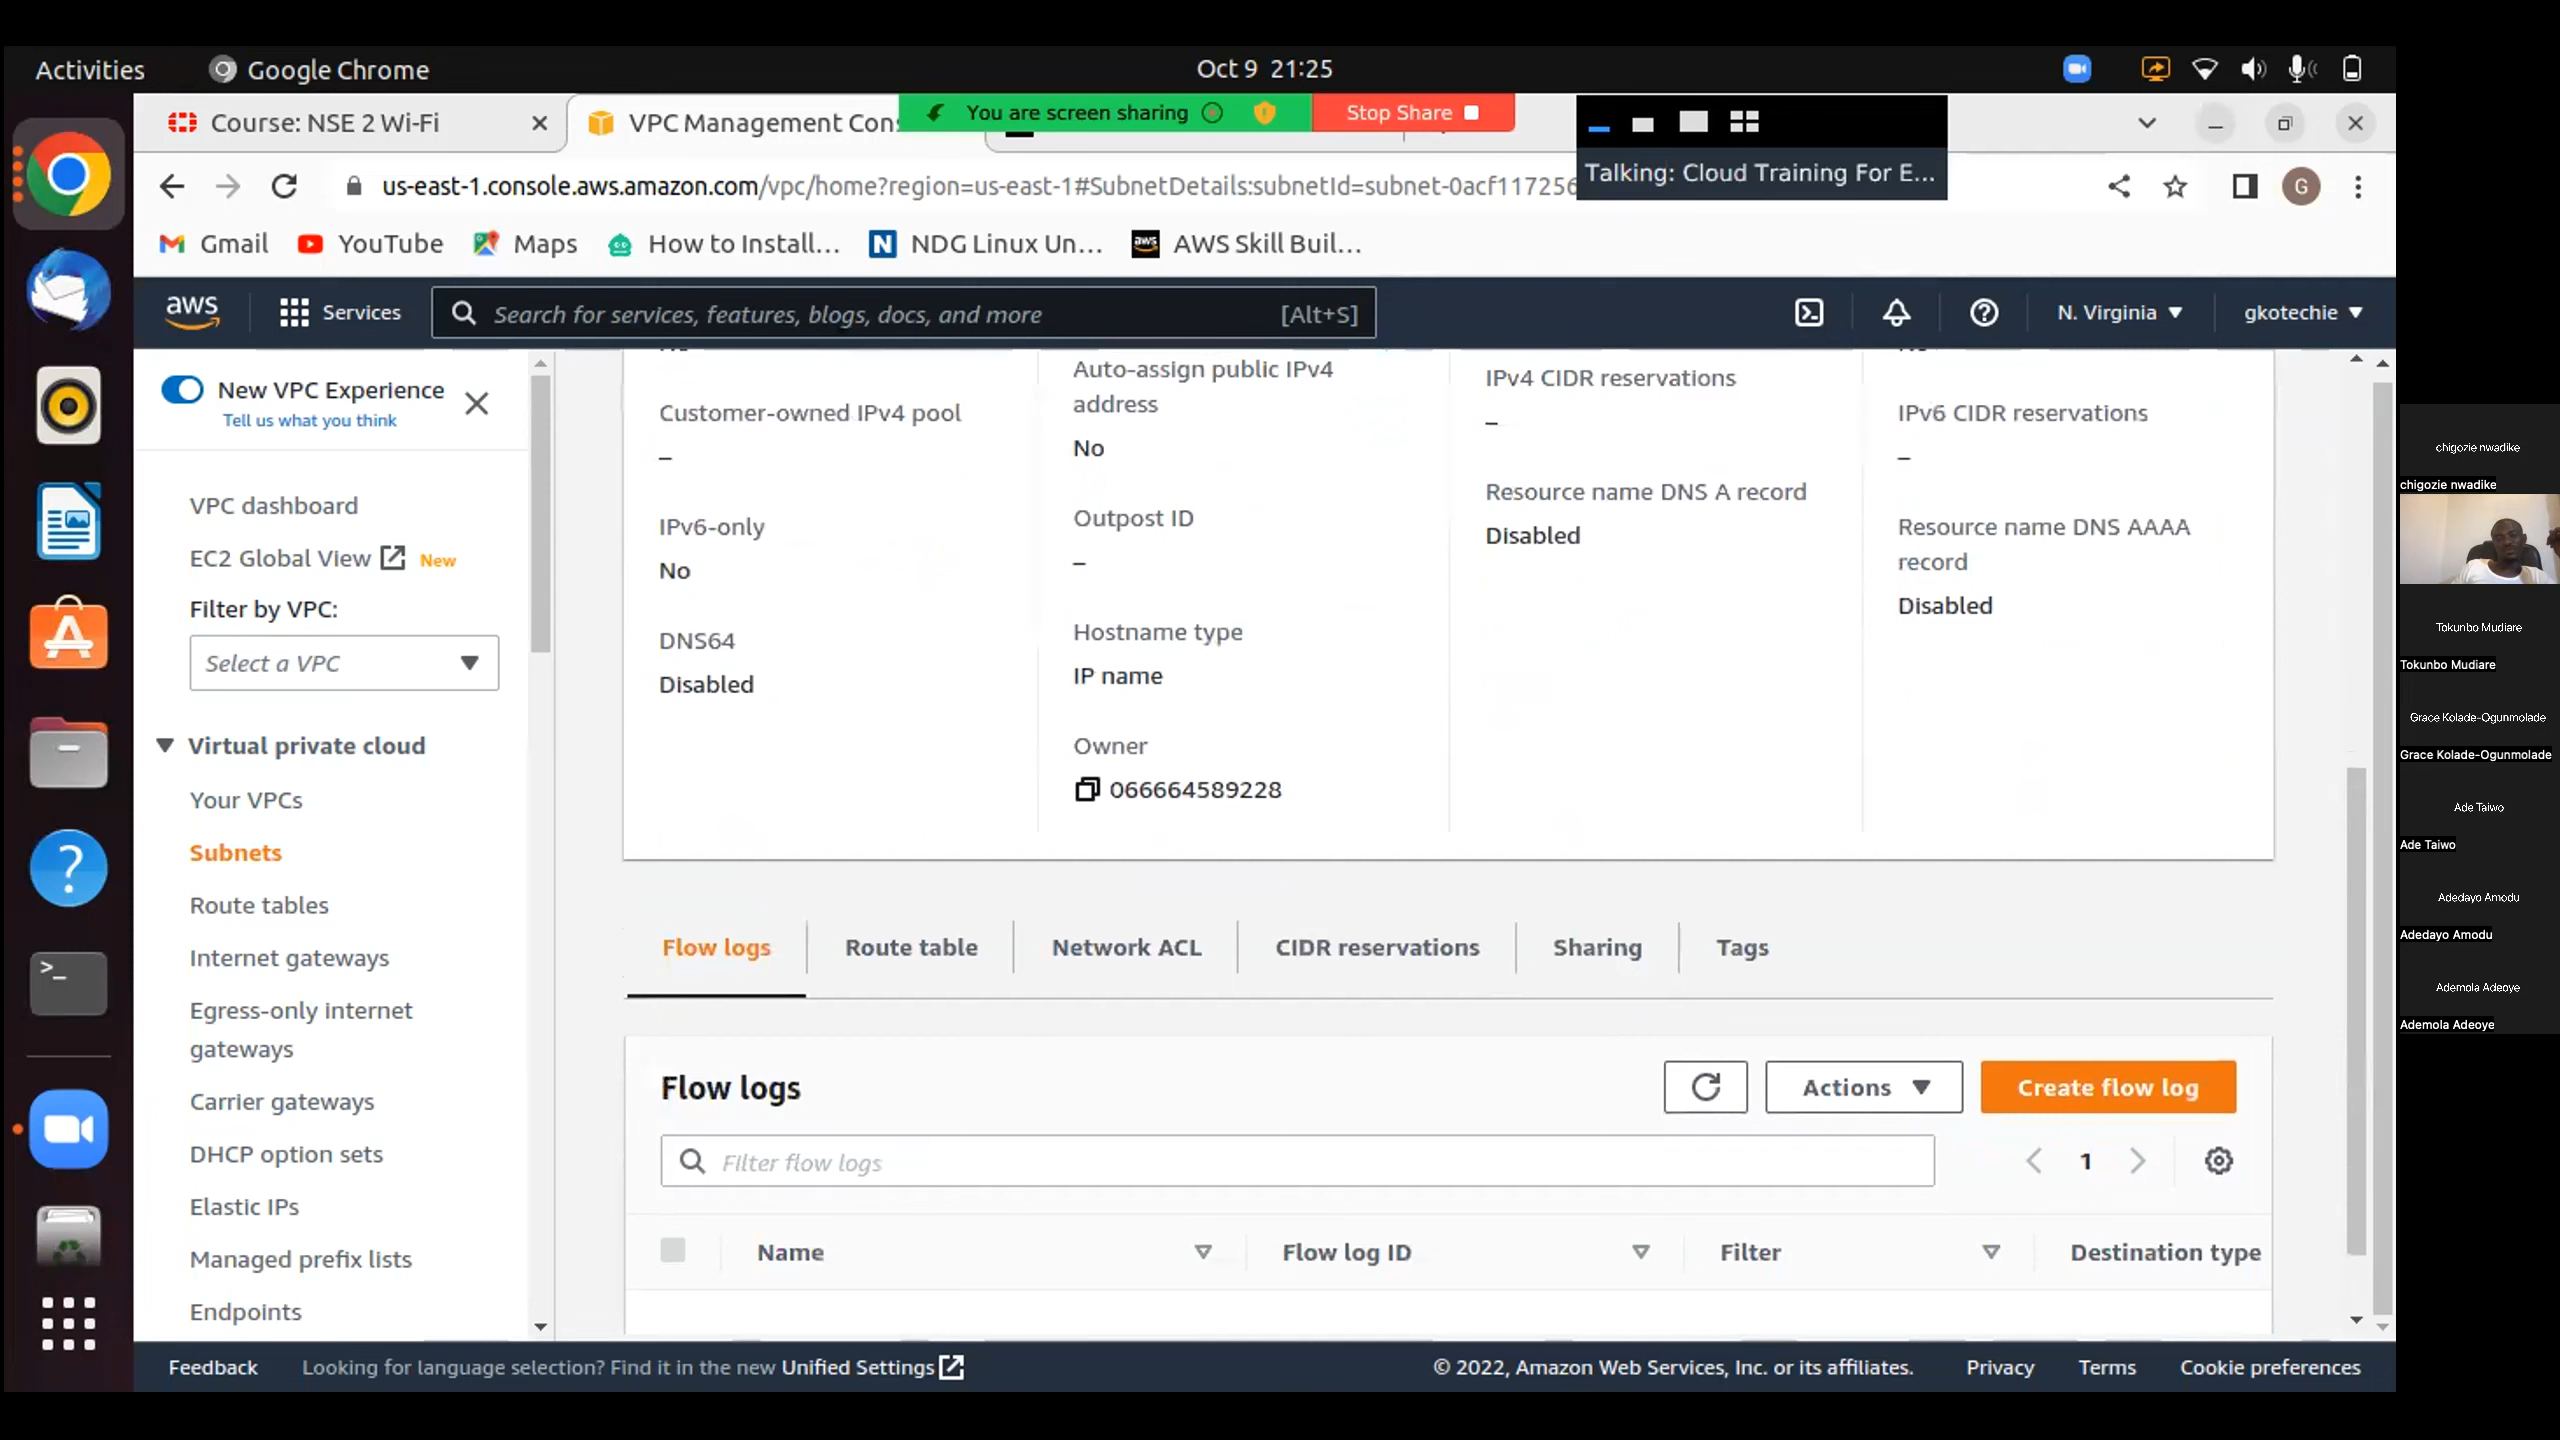 Activities
Google Chrome
Oct 9 21:25
Course: NSE 2 Wi-Fi
VPC Management Con
You are screen sharing
Stop Share
Talking: Cloud Training For E...
us-east-1.console.aws.amazon.com/vpc/home?region=us-east-1#SubnetDetails:subnetId=subnet-0acf117256
G
Gmail
YouTube
Maps
How to Install...
N
NDG Linux Un...
aws
AWS Skill Buil...
aws
Services
Search for services, features, blogs, docs, and more
[Alt+S]
N. Virginia
gkotechie
New VPC Experience
Tell us what you think
VPC dashboard
EC2 Global View
New
Filter by VPC:
Select a VPC
Virtual private cloud
Your VPCs
Subnets
Route tables
Internet gateways
Egress-only internet
gateways
Carrier gateways
DHCP option sets
Elastic IPs
Managed prefix lists
Endpoints
Customer-owned IPv4 pool
–
IPv6-only
No
DNS64
Disabled
Auto-assign public IPv4
address
No
Outpost ID
–
Hostname type
IP name
Owner
066664589228
IPv4 CIDR reservations
–
Resource name DNS A record
Disabled
IPv6 CIDR reservations
–
Resource name DNS AAAA
record
Disabled
Flow logs
Route table
Network ACL
CIDR reservations
Sharing
Tags
Flow logs
Actions
Create flow log
Filter flow logs
1
Name
Flow log ID
Filter
Destination type
Feedback
Looking for language selection? Find it in the new Unified Settings
© 2022, Amazon Web Services, Inc. or its affiliates.
Privacy
Terms
Cookie preferences
chigozie nwadike
chigozie nwadike
Tokunbo Mudiare
Tokunbo Mudiare
Grace Kolade-Ogunmolade
Grace Kolade-Ogunmolade
Ade Taiwo
Ade Taiwo
Adedayo Amodu
Adedayo Amodu
Ademola Adeoye
Ademola Adeoye